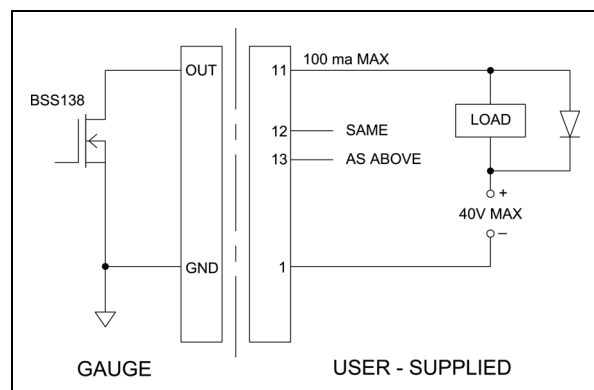 100 ma MAX
OUT
11
BSS138
LOAD
12
SAME
13
AS ABOVE
+
40V MAX
–
GND
1
GAUGE
USER - SUPPLIED